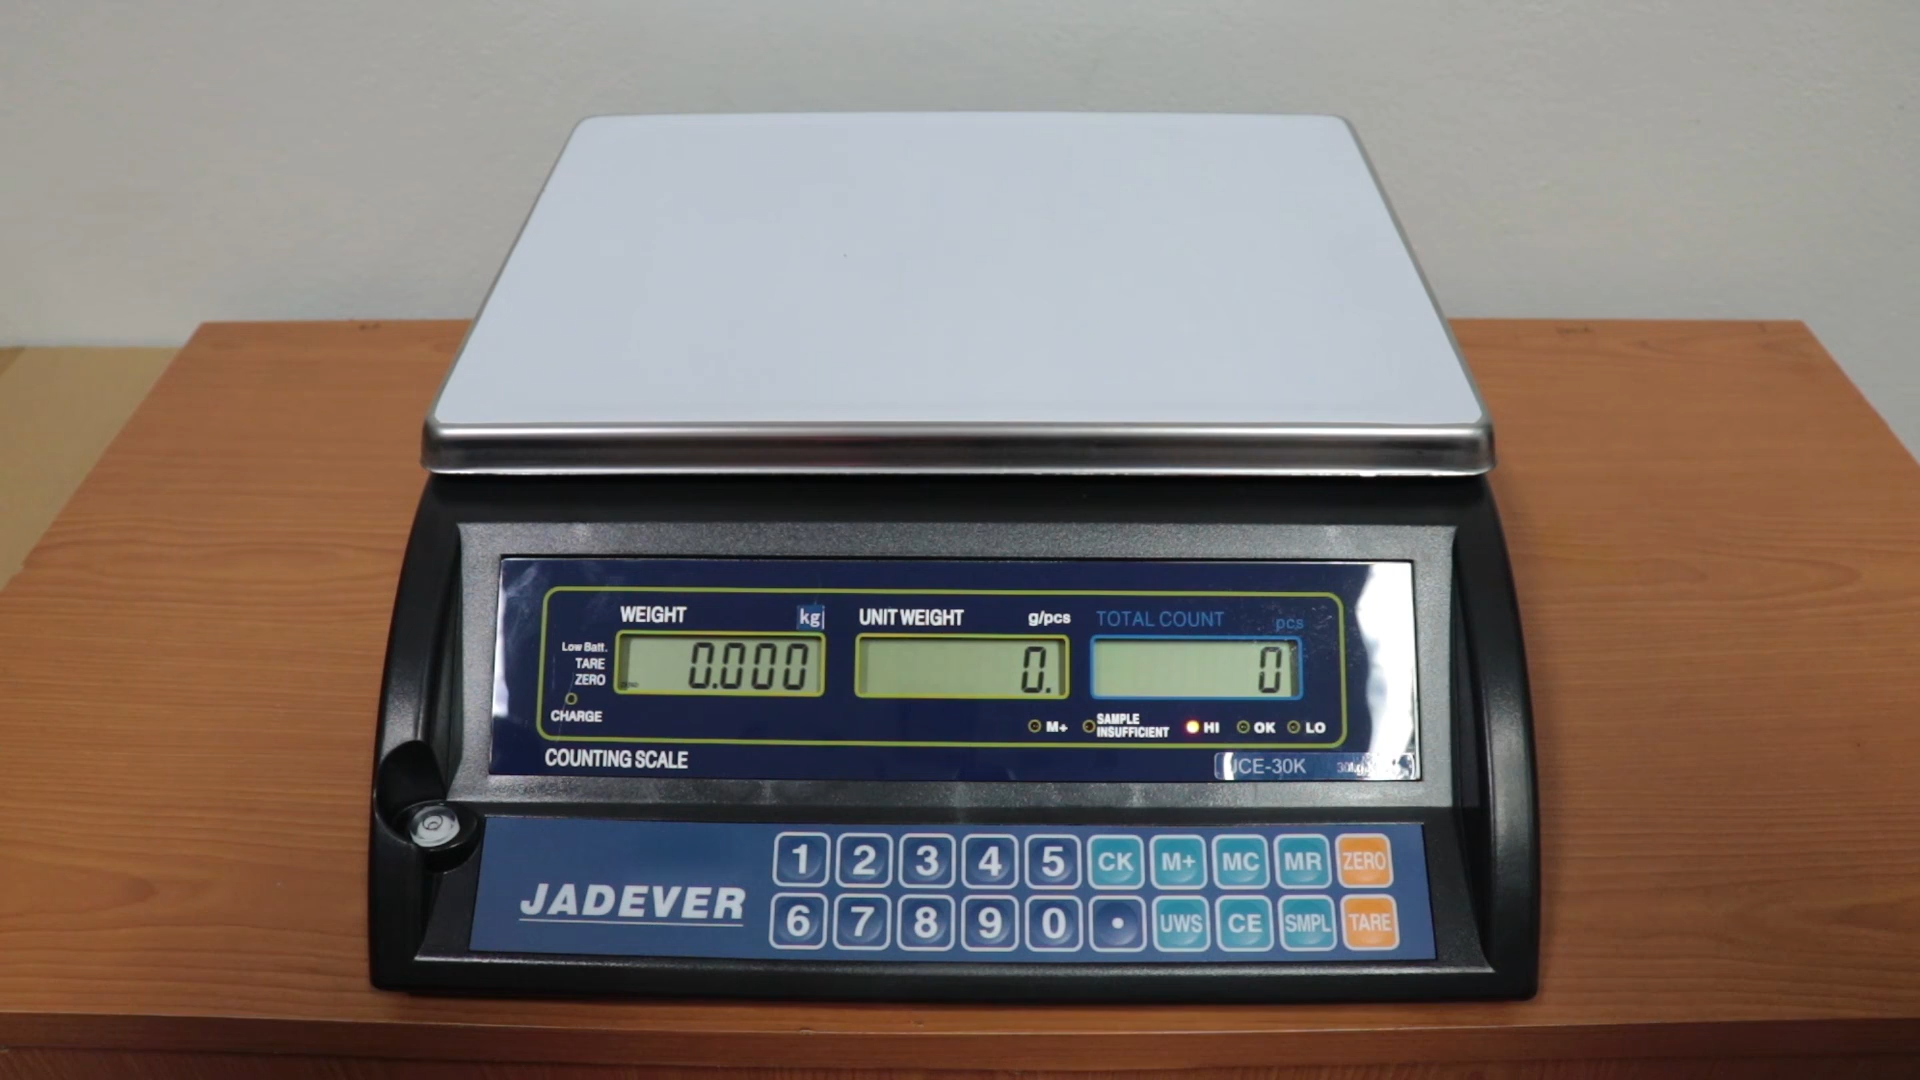 WEIGHT kg UNIT WEIGHT g/pcs TOTAL COUNT pcs
Low Batt.
TARE
ZERO
0.000 0. 0
CHARGE
M+ SAMPLE INSUFFICIENT HI OK LO
COUNTING SCALE
JCE-30K
JADEVER
1 2 3 4 5 CK M+ MC MR ZERO
6 7 8 9 0 • UWS CE SMPL TARE